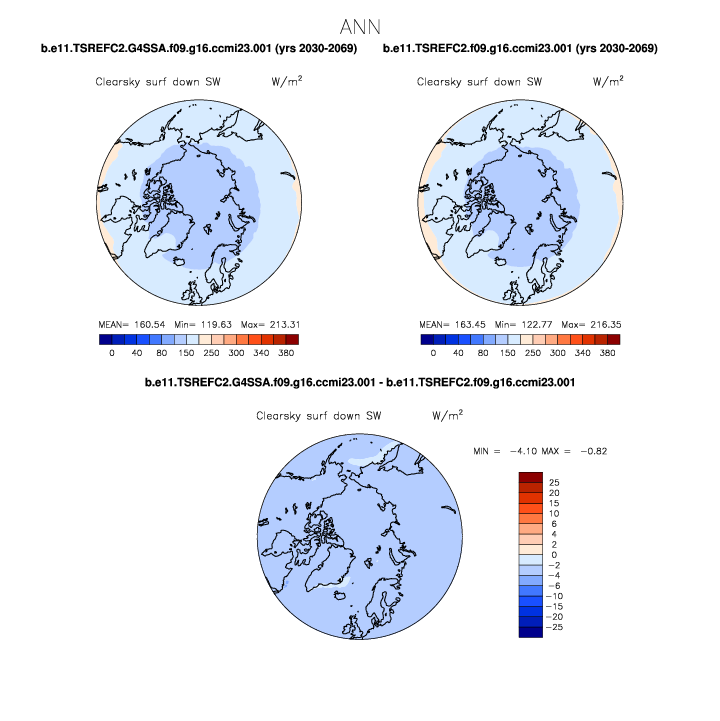 ANN
b.e11.TSREFC2.G4SSA.f09.g16.ccmi23.001 (yrs 2030-2069) b.e11.TSREFC2.f09.g16.ccmi23.001 (yrs 2030-2069)
Clearsky surf down SW W/m² Clearsky surf down SW W/m²
MEAN= 160.54 Min= 119.63 Max= 213.31 MEAN= 163.45 Min= 122.77 Max= 216.35
0 40 80 150 250 300 340 380 0 40 80 150 250 300 340 380
b.e11.TSREFC2.G4SSA.f09.g16.ccmi23.001 - b.e11.TSREFC2.f09.g16.ccmi23.001
Clearsky surf down SW W/m²
MIN = -4.10 MAX = -0.82
25
20
15
10
6
4
2
0
-2
-4
-6
-10
-15
-20
-25